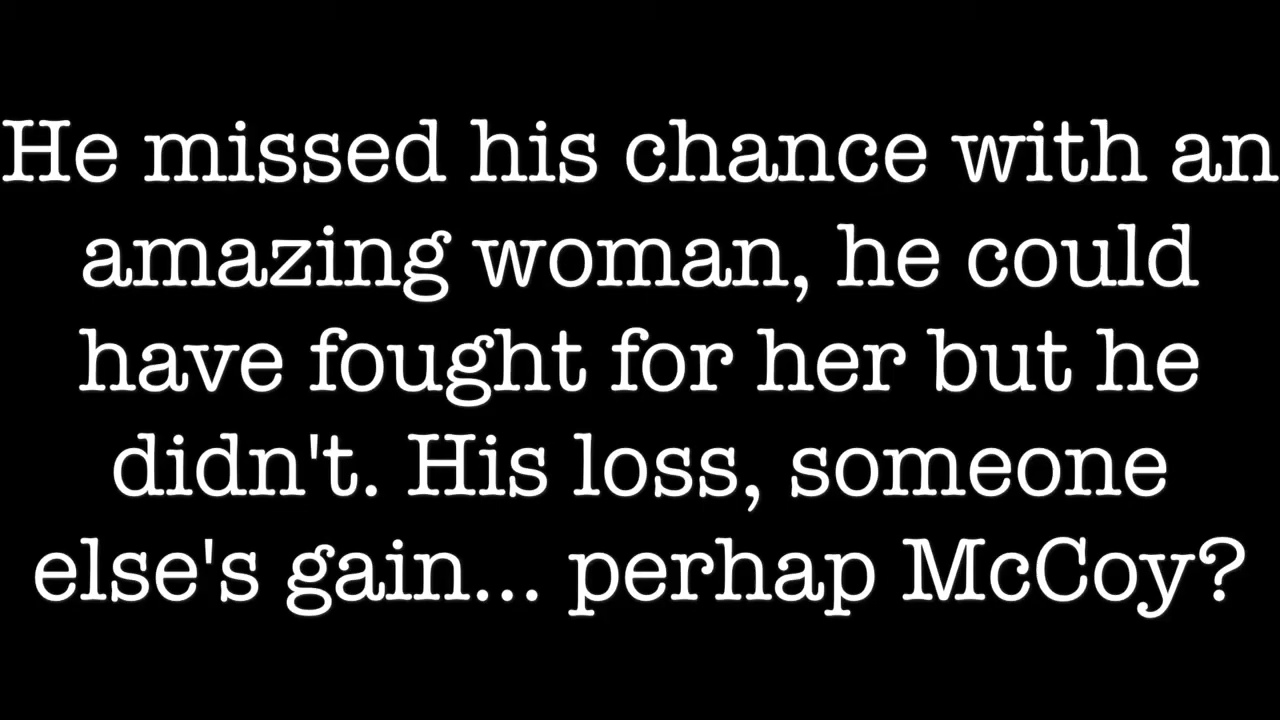 He missed his chance with an
amazing woman, he could
have fought for her but he
didn't. His loss, someone
else's gain... perhap McCoy?